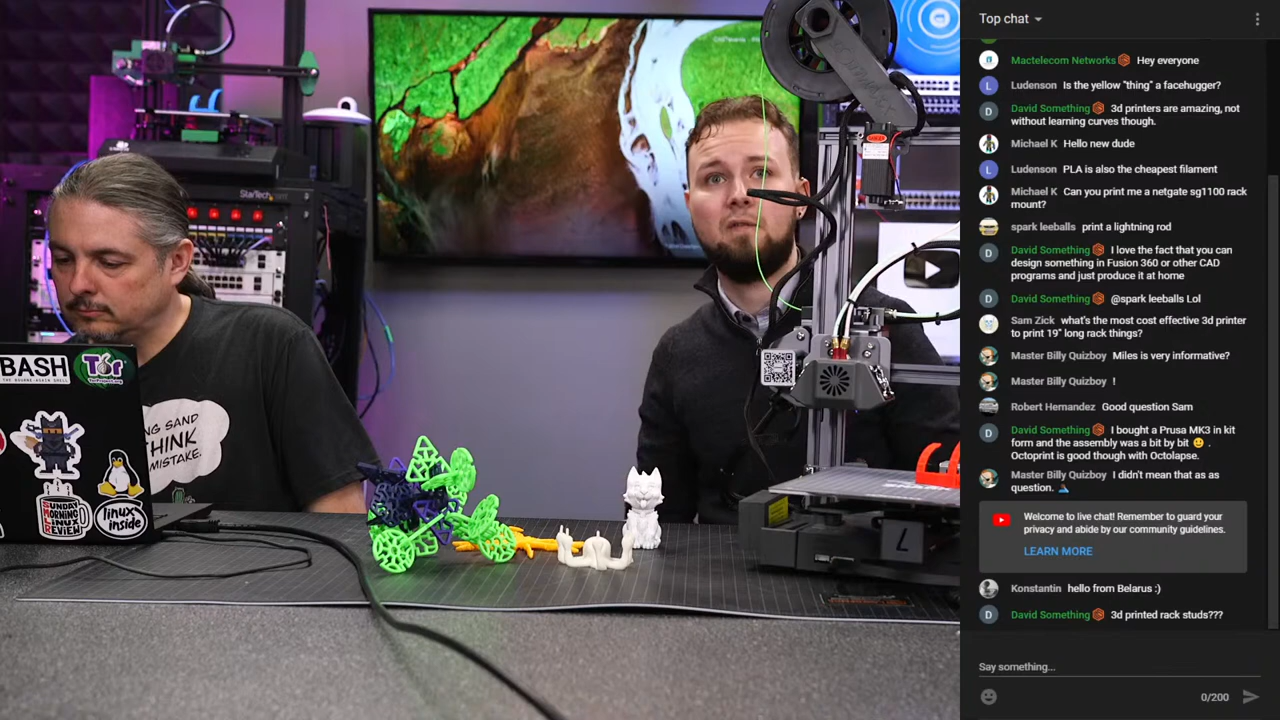 Top chat
Mactelecom Networks Hey everyone
Ludenson Is the yellow "thing" a facehugger?
David Something 3d printers are amazing, not
without learning curves though.
Michael K Hello new dude
Ludenson PLA is also the cheapest filament
Michael K Can you print me a netgate sg1100 rack
mount?
spark leeballs print a lightning rod
David Something I love the fact that you can
design something in Fusion 360 or other CAD
programs and just produce it at home
David Something @spark leeballs Lol
Sam Zick what's the most cost effective 3d printer
to print 19" long rack things?
Master Billy Quizboy Miles is very informative?
Master Billy Quizboy !
Robert Hernandez Good question Sam
David Something I bought a Prusa MK3 in kit
form and the assembly was a bit by bit 🙂 .
Octoprint is good though with Octolapse.
Master Billy Quizboy I didn't mean that as as
question.
Welcome to live chat! Remember to guard your
privacy and abide by our community guidelines.
LEARN MORE
Konstantin hello from Belarus :)
David Something 3d printed rack studs???
Say something...
0/200
StarTech
BASH
THE BOURNE-AGAIN SHELL
Tor
TorProject.org
NG SAND
THINK
MISTAKE.
SUNDAY
MORNING
LINUX
REVIEW
linux
inside
L